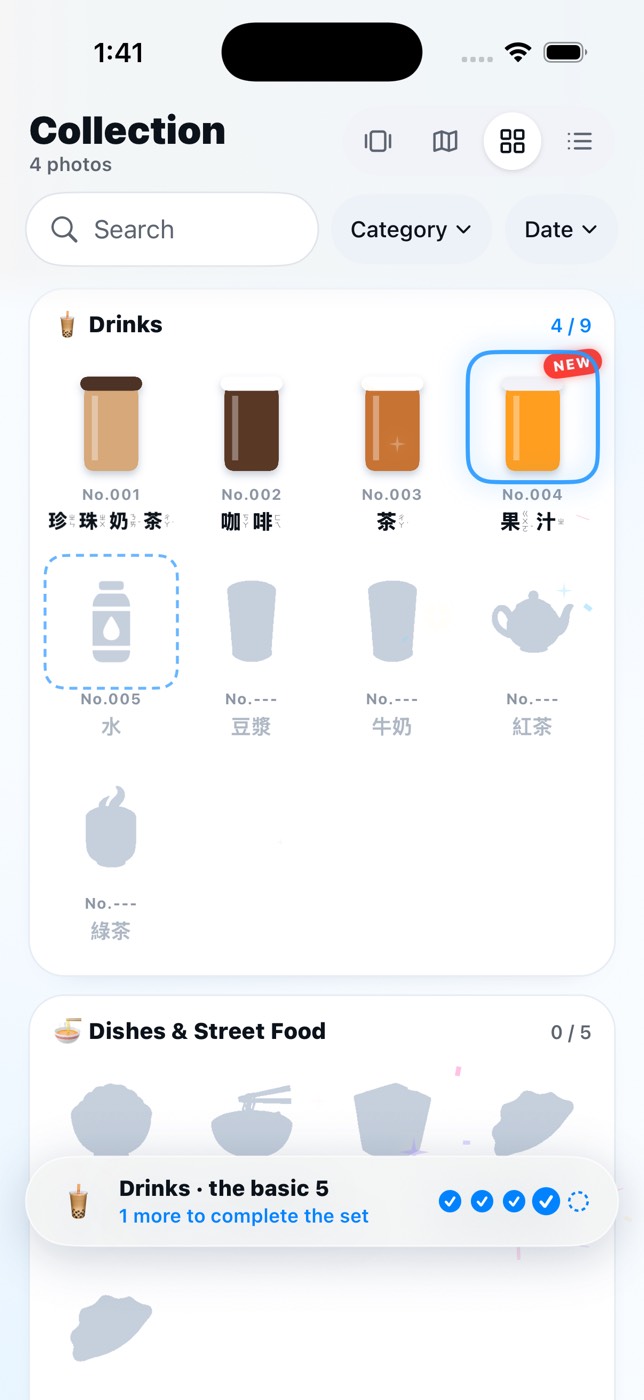 1:41
Collection
4 photos
Search
Category
Date
Drinks
4 / 9
NEW
No.001
No.002
No.003
No.004
珍珠奶茶
咖啡
茶
果汁
No.005
No.---
No.---
No.---
水
豆漿
牛奶
紅茶
No.---
綠茶
Dishes & Street Food
0 / 5
Drinks · the basic 5
1 more to complete the set